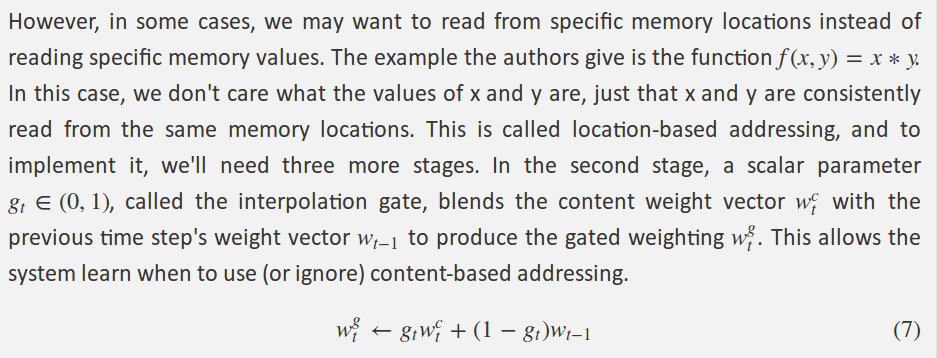 However, in some cases, we may want to read from specific memory locations instead of
reading specific memory values. The example the authors give is the function f(x, y) = x * y.
In this case, we don't care what the values of x and y are, just that x and y are consistently
read from the same memory locations. This is called location-based addressing, and to
implement it, we'll need three more stages. In the second stage, a scalar parameter
g_t ∈ (0, 1), called the interpolation gate, blends the content weight vector w_t^c with the
previous time step's weight vector w_{t−1} to produce the gated weighting w_t^g. This allows the
system learn when to use (or ignore) content-based addressing.
w_t^g ← g_t w_t^c + (1 − g_t)w_{t−1} (7)